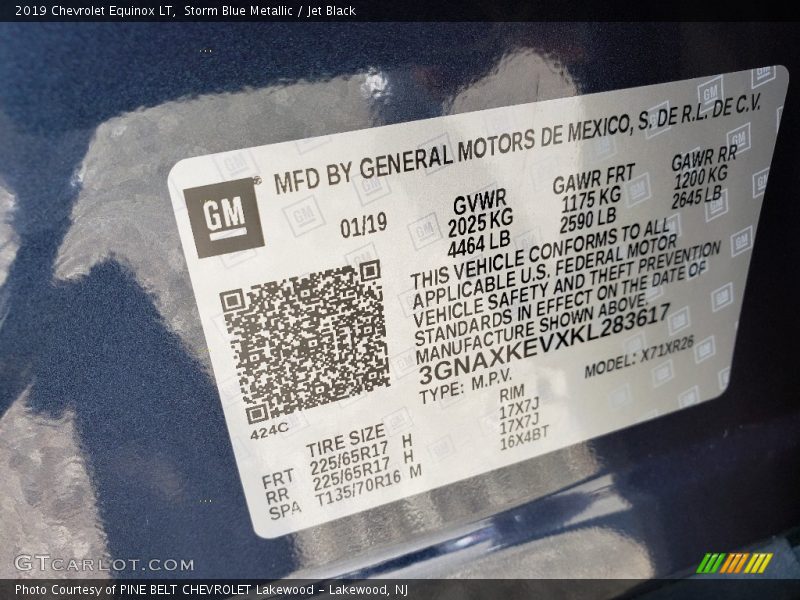 2019 Chevrolet Equinox LT, Storm Blue Metallic / Jet Black
GM
MFD BY GENERAL MOTORS DE MEXICO, S. DE R.L. DE C.V.
01/19
GVWR
2025 KG
4464 LB
GAWR FRT
1175 KG
2590 LB
GAWR RR
1200 KG
2645 LB
THIS VEHICLE CONFORMS TO ALL
APPLICABLE U.S. FEDERAL MOTOR
VEHICLE SAFETY AND THEFT PREVENTION
STANDARDS IN EFFECT ON THE DATE OF
MANUFACTURE SHOWN ABOVE.
3GNAXKEVXKL283617
TYPE: M.P.V.
MODEL: X71XR26
424C
TIRE SIZE
RIM
FRT 225/65R17 H 17X7J
RR 225/65R17 H 17X7J
SPA T135/70R16 M 16X4BT
GTCARLOT.COM
Photo Courtesy of PINE BELT CHEVROLET Lakewood - Lakewood, NJ